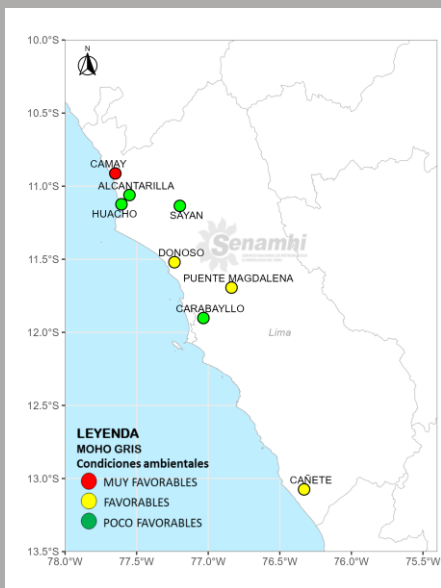 N
10.0°S
10.5°S
11.0°S
11.5°S
12.0°S
12.5°S
13.0°S
13.5°S
CAMAY
ALCANTARILLA
HUACHO
SAYAN
Senamhi
DONOSO
PUENTE MAGDALENA
CARABAYLLO
Lima
CAÑETE
LEYENDA
MOHO GRIS
Condiciones ambientales
MUY FAVORABLES
FAVORABLES
POCO FAVORABLES
78.0°W 77.5°W 77.0°W 76.5°W 76.0°W 75.5°W